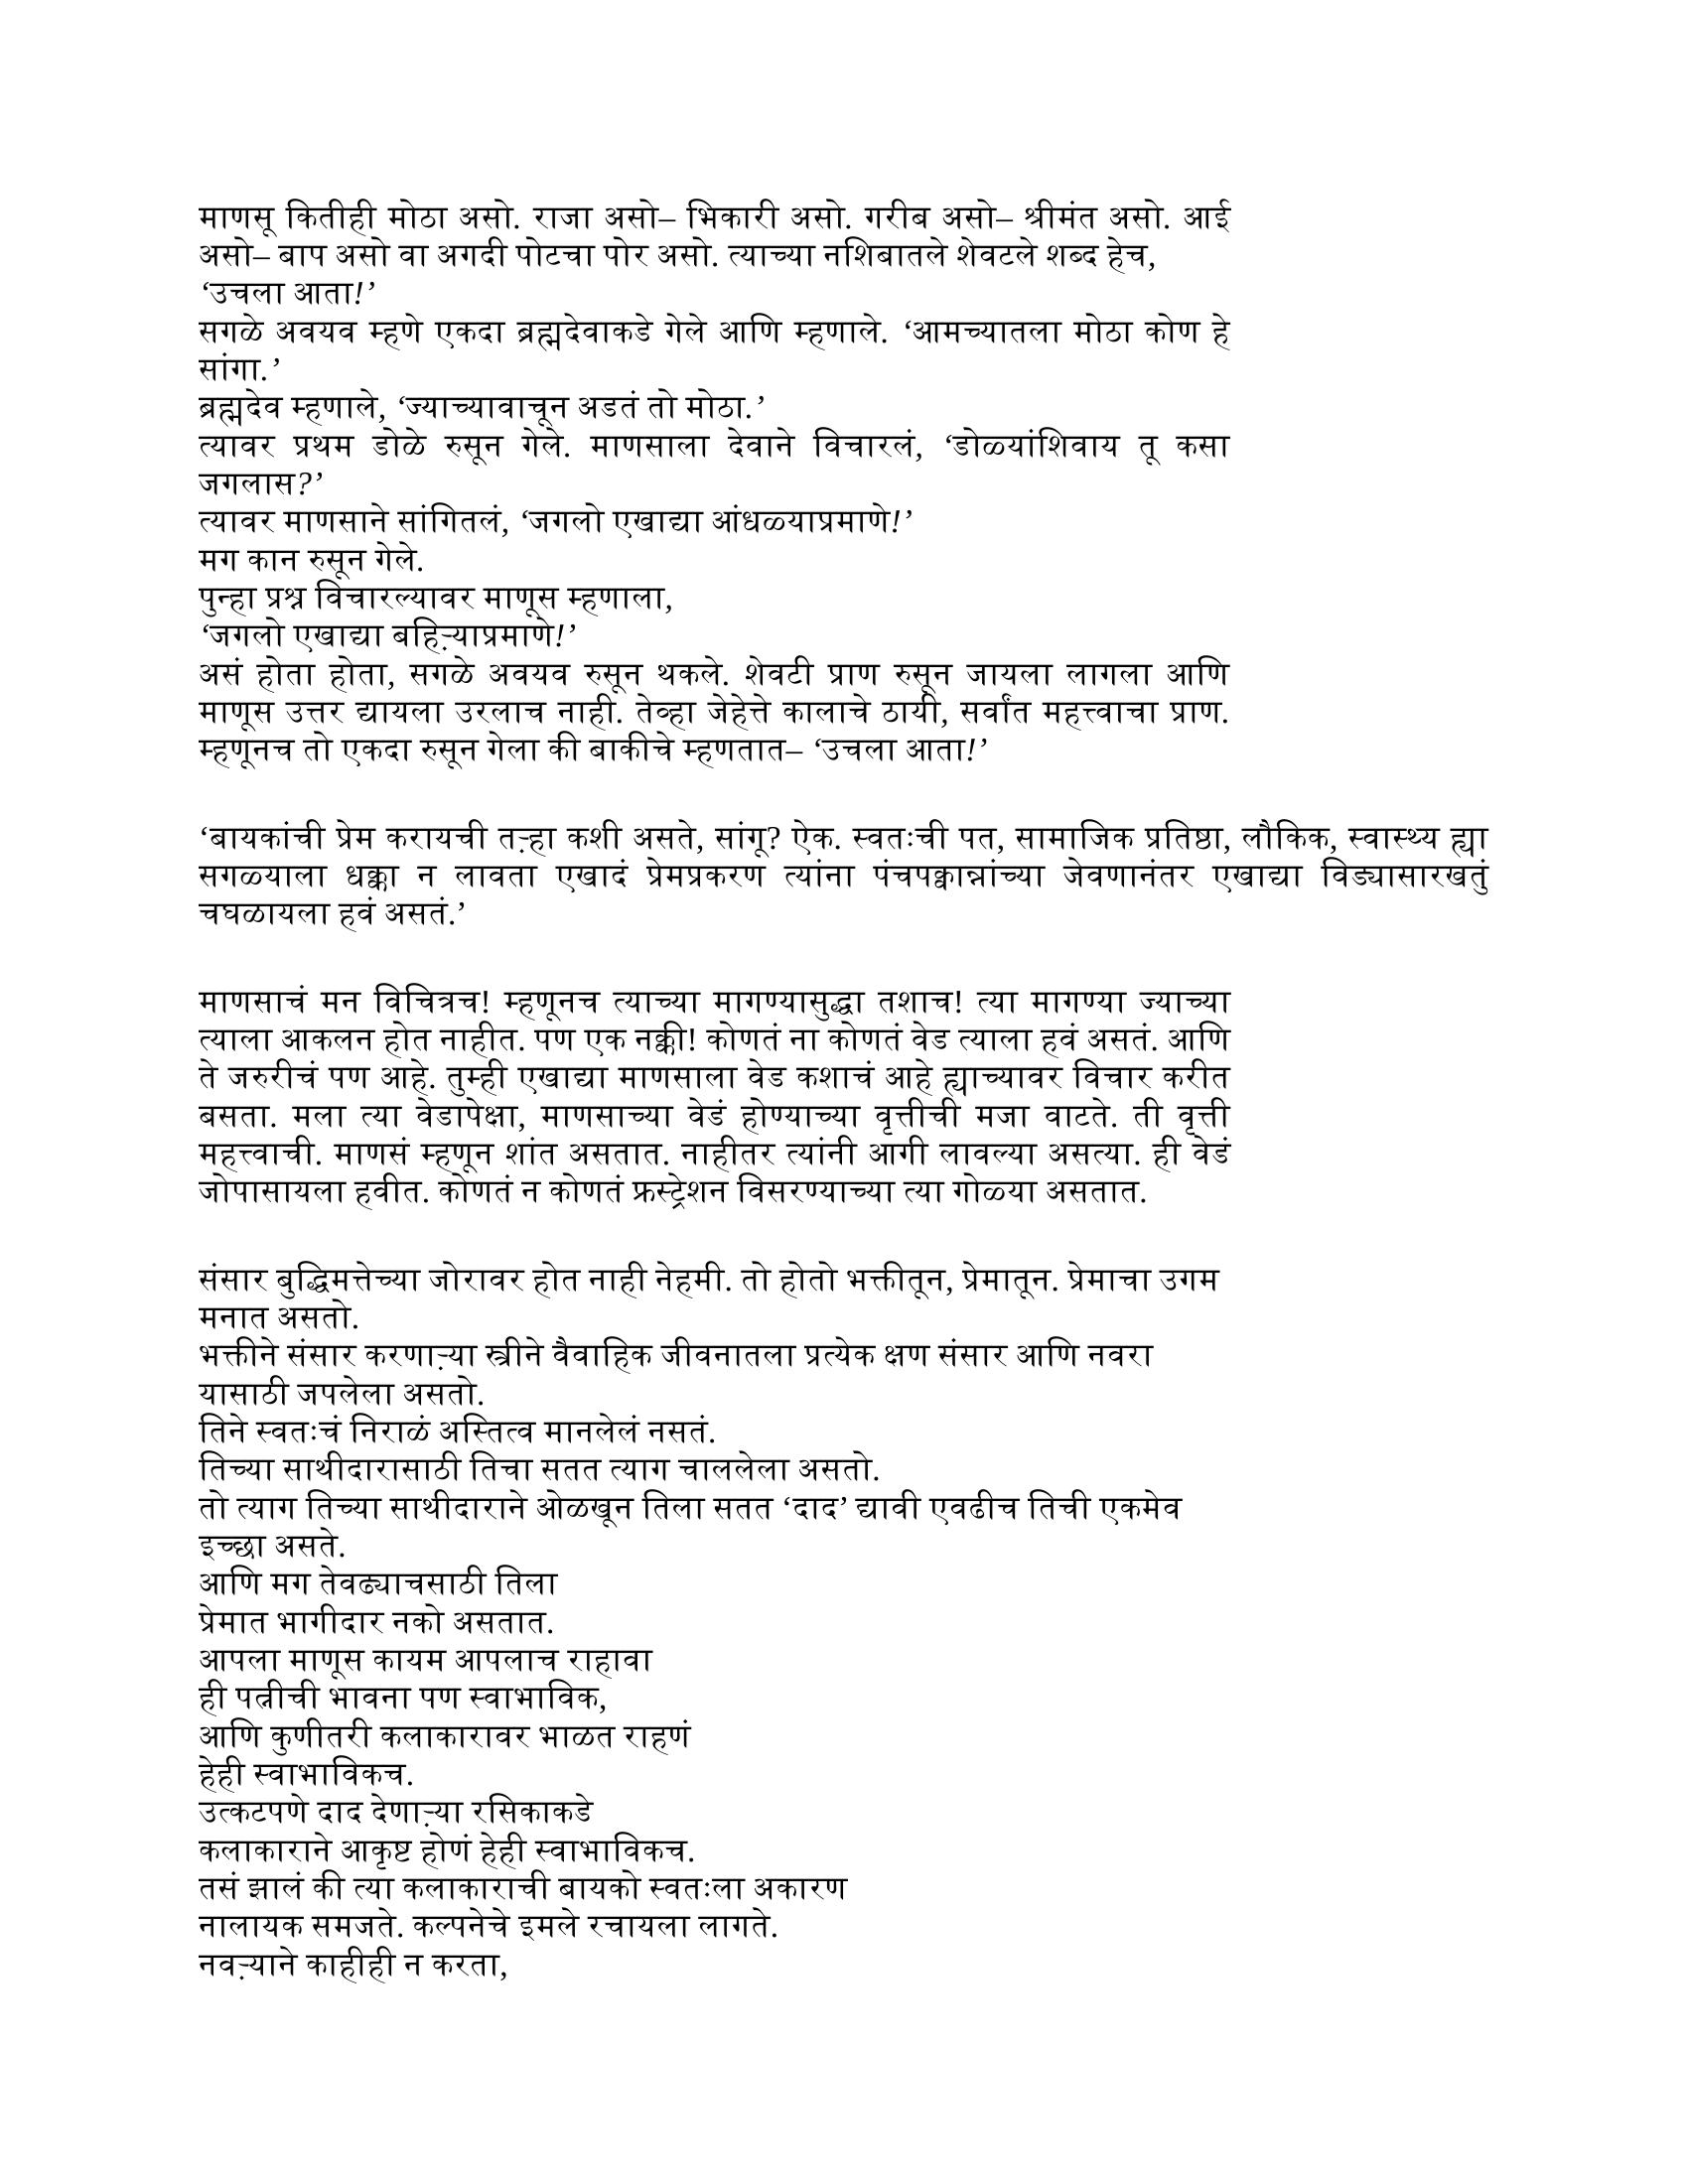 माणसू कितीही मोठा असो. राजा असो– भिकारी असो. गरीब असो– श्रीमंत असो. आई
असो– बाप असो वा अगदी पोटचा पोर असो. त्याच्या नशिबातले शेवटले शब्द हेच,
‘उचला आता!’
सगळे अवयव म्हणे एकदा ब्रह्मदेवाकडे गेले आणि म्हणाले. ‘आमच्यातला मोठा कोण हे
सांगा.’
ब्रह्मदेव म्हणाले, ‘ज्याच्यावाचून अडतं तो मोठा.’
त्यावर प्रथम डोळे रुसून गेले. माणसाला देवाने विचारलं, ‘डोळ्यांशिवाय तू कसा
जगलास?’
त्यावर माणसाने सांगितलं, ‘जगलो एखाद्या आंधळ्याप्रमाणे!’
मग कान रुसून गेले.
पुन्हा प्रश्न विचारल्यावर माणूस म्हणाला,
‘जगलो एखाद्या बहिऱ्याप्रमाणे!’
असं होता होता, सगळे अवयव रुसून थकले. शेवटी प्राण रुसून जायला लागला आणि
माणूस उत्तर द्यायला उरलाच नाही. तेव्हा जेहेत्ते कालाचे ठायी, सर्वांत महत्त्वाचा प्राण.
म्हणूनच तो एकदा रुसून गेला की बाकीचे म्हणतात– ‘उचला आता!’
‘बायकांची प्रेम करायची तऱ्हा कशी असते, सांगू? ऐक. स्वतःची पत, सामाजिक प्रतिष्ठा, लौकिक, स्वास्थ्य ह्या
सगळ्याला धक्का न लावता एखादं प्रेमप्रकरण त्यांना पंचपक्वान्नांच्या जेवणानंतर एखाद्या विड्यासारखतुं
चघळायला हवं असतं.’
माणसाचं मन विचित्रच! म्हणूनच त्याच्या मागण्यासुद्धा तशाच! त्या मागण्या ज्याच्या
त्याला आकलन होत नाहीत. पण एक नक्की! कोणतं ना कोणतं वेड त्याला हवं असतं. आणि
ते जरुरीचं पण आहे. तुम्ही एखाद्या माणसाला वेड कशाचं आहे ह्याच्यावर विचार करीत
बसता. मला त्या वेडापेक्षा, माणसाच्या वेडं होण्याच्या वृत्तीची मजा वाटते. ती वृत्ती
महत्त्वाची. माणसं म्हणून शांत असतात. नाहीतर त्यांनी आगी लावल्या असत्या. ही वेडं
जोपासायला हवीत. कोणतं न कोणतं फ्रस्ट्रेशन विसरण्याच्या त्या गोळ्या असतात.
संसार बुद्धिमत्तेच्या जोरावर होत नाही नेहमी. तो होतो भक्तीतून, प्रेमातून. प्रेमाचा उगम
मनात असतो.
भक्तीने संसार करणाऱ्या स्त्रीने वैवाहिक जीवनातला प्रत्येक क्षण संसार आणि नवरा
यासाठी जपलेला असतो.
तिने स्वतःचं निराळं अस्तित्व मानलेलं नसतं.
तिच्या साथीदारासाठी तिचा सतत त्याग चाललेला असतो.
तो त्याग तिच्या साथीदाराने ओळखून तिला सतत ‘दाद’ द्यावी एवढीच तिची एकमेव
इच्छा असते.
आणि मग तेवढ्याचसाठी तिला
प्रेमात भागीदार नको असतात.
आपला माणूस कायम आपलाच राहावा
ही पत्नीची भावना पण स्वाभाविक,
आणि कुणीतरी कलाकारावर भाळत राहणं
हेही स्वाभाविकच.
उत्कटपणे दाद देणाऱ्या रसिकाकडे
कलाकाराने आकृष्ट होणं हेही स्वाभाविकच.
तसं झालं की त्या कलाकाराची बायको स्वतःला अकारण
नालायक समजते. कल्पनेचे इमले रचायला लागते.
नवऱ्याने काहीही न करता,